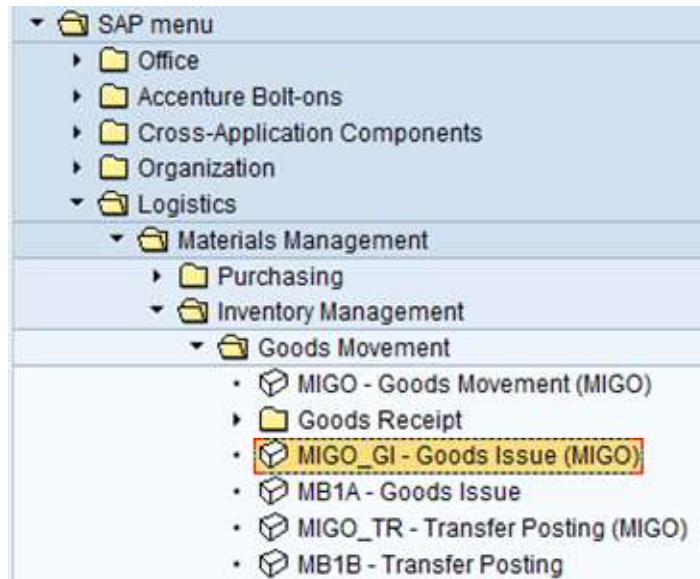 SAP menu
Office
Accenture Bolt-ons
Cross-Application Components
Organization
Logistics
Materials Management
Purchasing
Inventory Management
Goods Movement
MIGO - Goods Movement (MIGO)
Goods Receipt
MIGO_GI - Goods Issue (MIGO)
MB1A - Goods Issue
MIGO_TR - Transfer Posting (MIGO)
MB1B - Transfer Posting